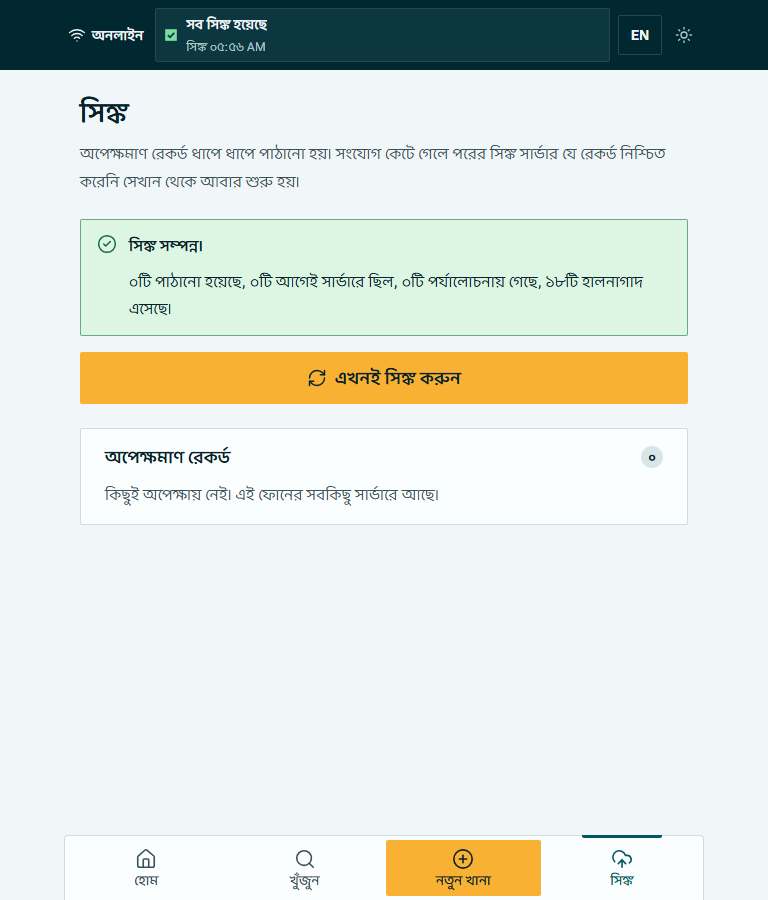 অনলাইন
সব সিঙ্ক হয়েছে
সিঙ্ক ০৫:৫৬ AM
EN
সিঙ্ক
অপেক্ষমাণ রেকর্ড ধাপে ধাপে পাঠানো হয়। সংযোগ কেটে গেলে পরের সিঙ্ক সার্ভার যে রেকর্ড নিশ্চিত
করেনি সেখান থেকে আবার শুরু হয়।
সিঙ্ক সম্পন্ন।
০টি পাঠানো হয়েছে, ০টি আগেই সার্ভারে ছিল, ০টি পর্যালোচনায় গেছে, ১৮টি হালনাগাদ
এসেছে।
এখনই সিঙ্ক করুন
অপেক্ষমাণ রেকর্ড
০
কিছুই অপেক্ষায় নেই। এই ফোনের সবকিছু সার্ভারে আছে।
হোম
খুঁজুন
নতুন খানা
সিঙ্ক